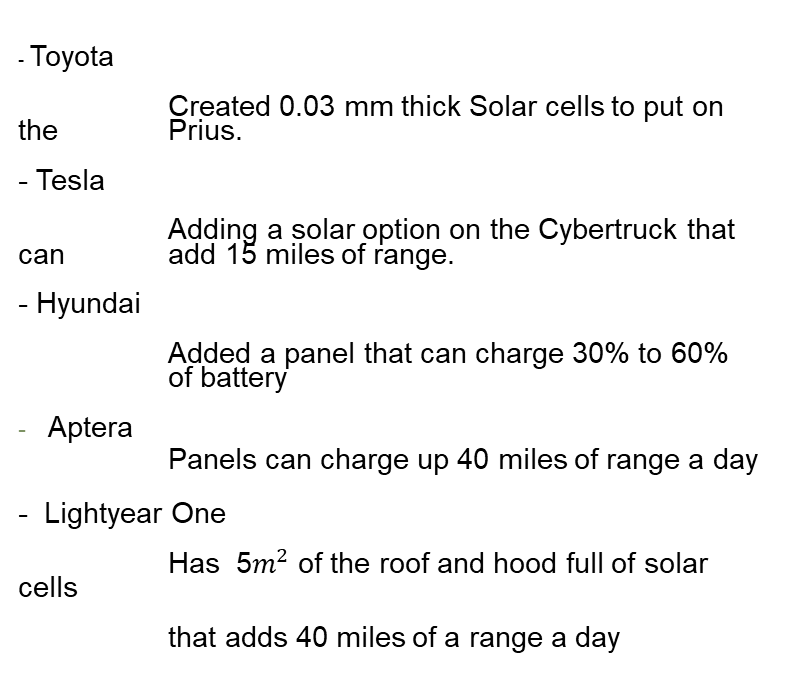 - Toyota
Created 0.03 mm thick Solar cells to put on
the Prius.
- Tesla
Adding a solar option on the Cybertruck that
can add 15 miles of range.
- Hyundai
Added a panel that can charge 30% to 60%
of battery
- Aptera
Panels can charge up 40 miles of range a day
- Lightyear One
Has 5m² of the roof and hood full of solar
cells
that adds 40 miles of a range a day